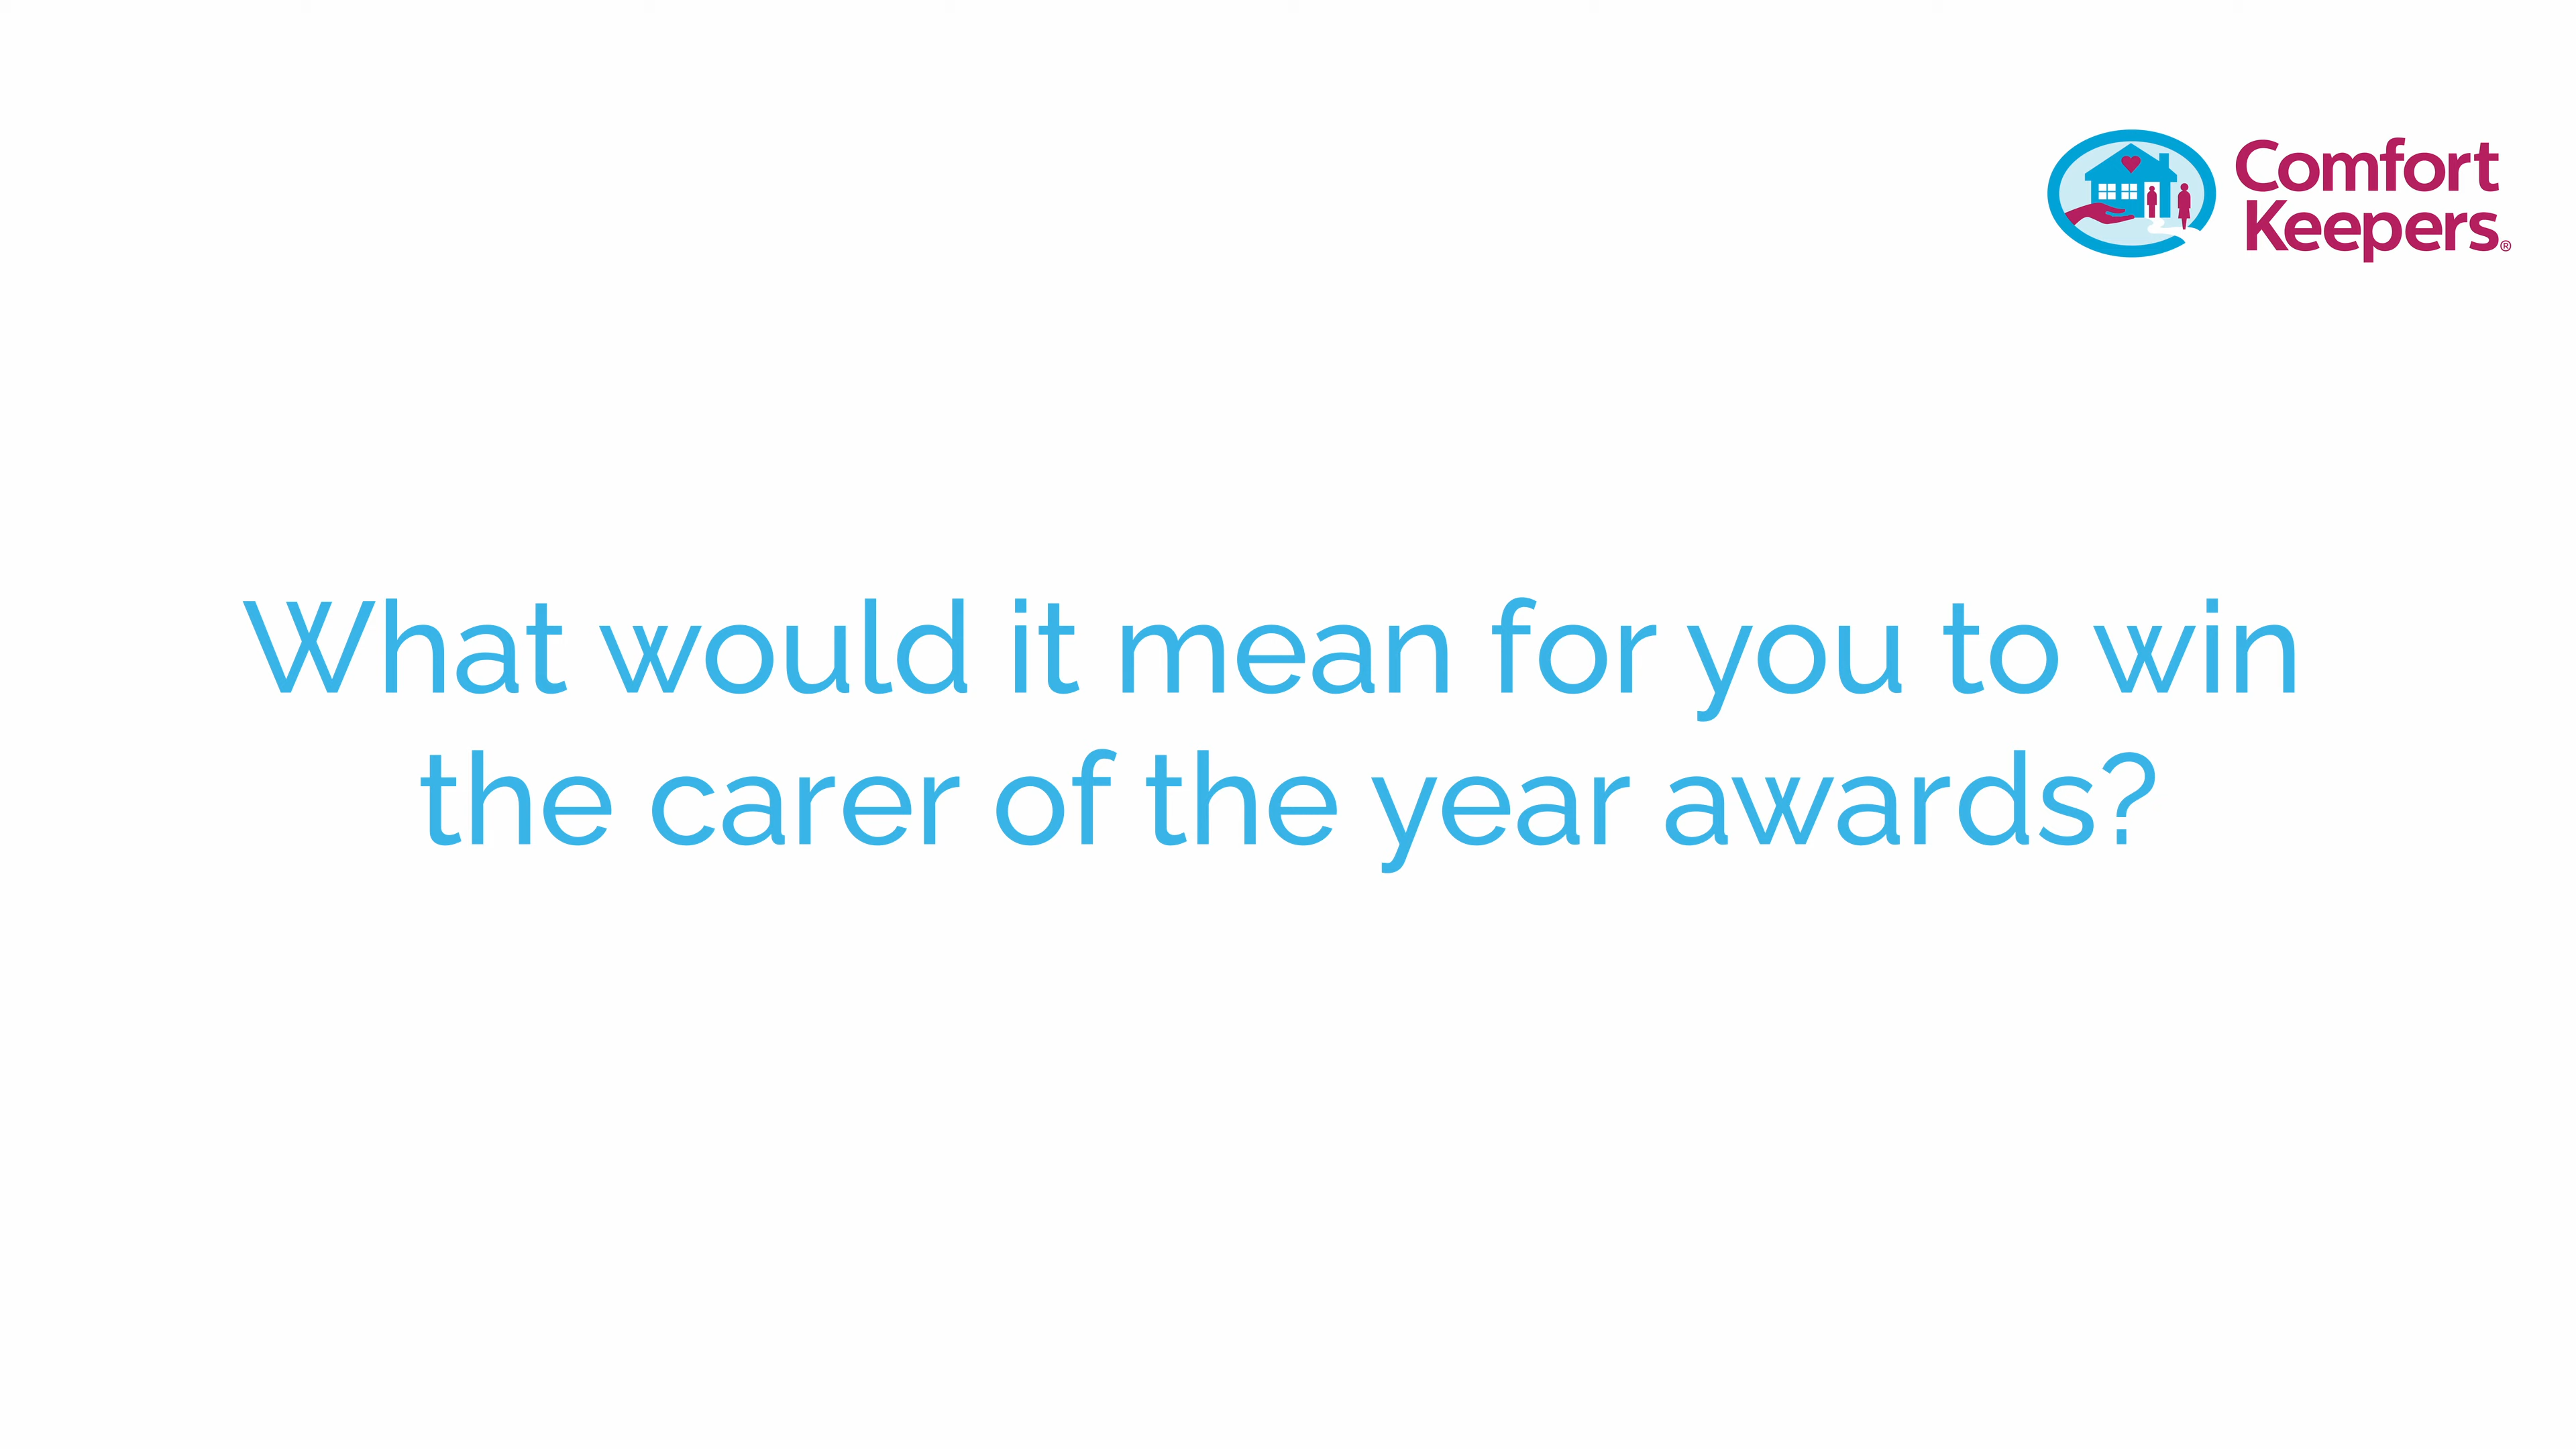 Comfort
Keepers®
What would it mean for you to win
the carer of the year awards?